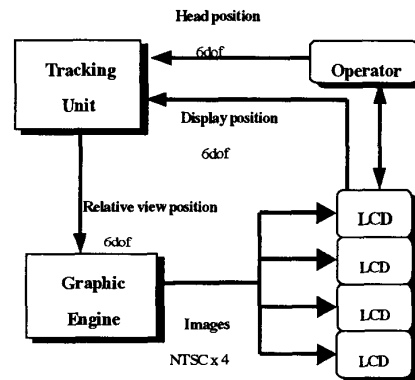 Head position
6dof
Tracking
Unit
Operator
Display position
6dof
Relative view position
6dof
Graphic
Engine
Images
NTSC x 4
LCD
LCD
LCD
LCD